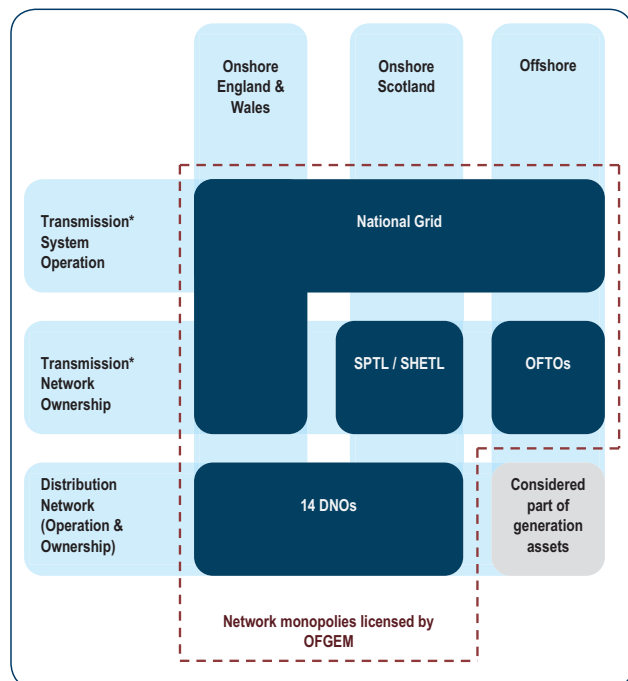 Onshore
England &
Wales
Onshore
Scotland
Offshore
Transmission*
System
Operation
National Grid
Transmission*
Network
Ownership
SPTL / SHETL
OFTOs
Distribution
Network
(Operation &
Ownership)
14 DNOs
Considered
part of
generation
assets
Network monopolies licensed by
OFGEM